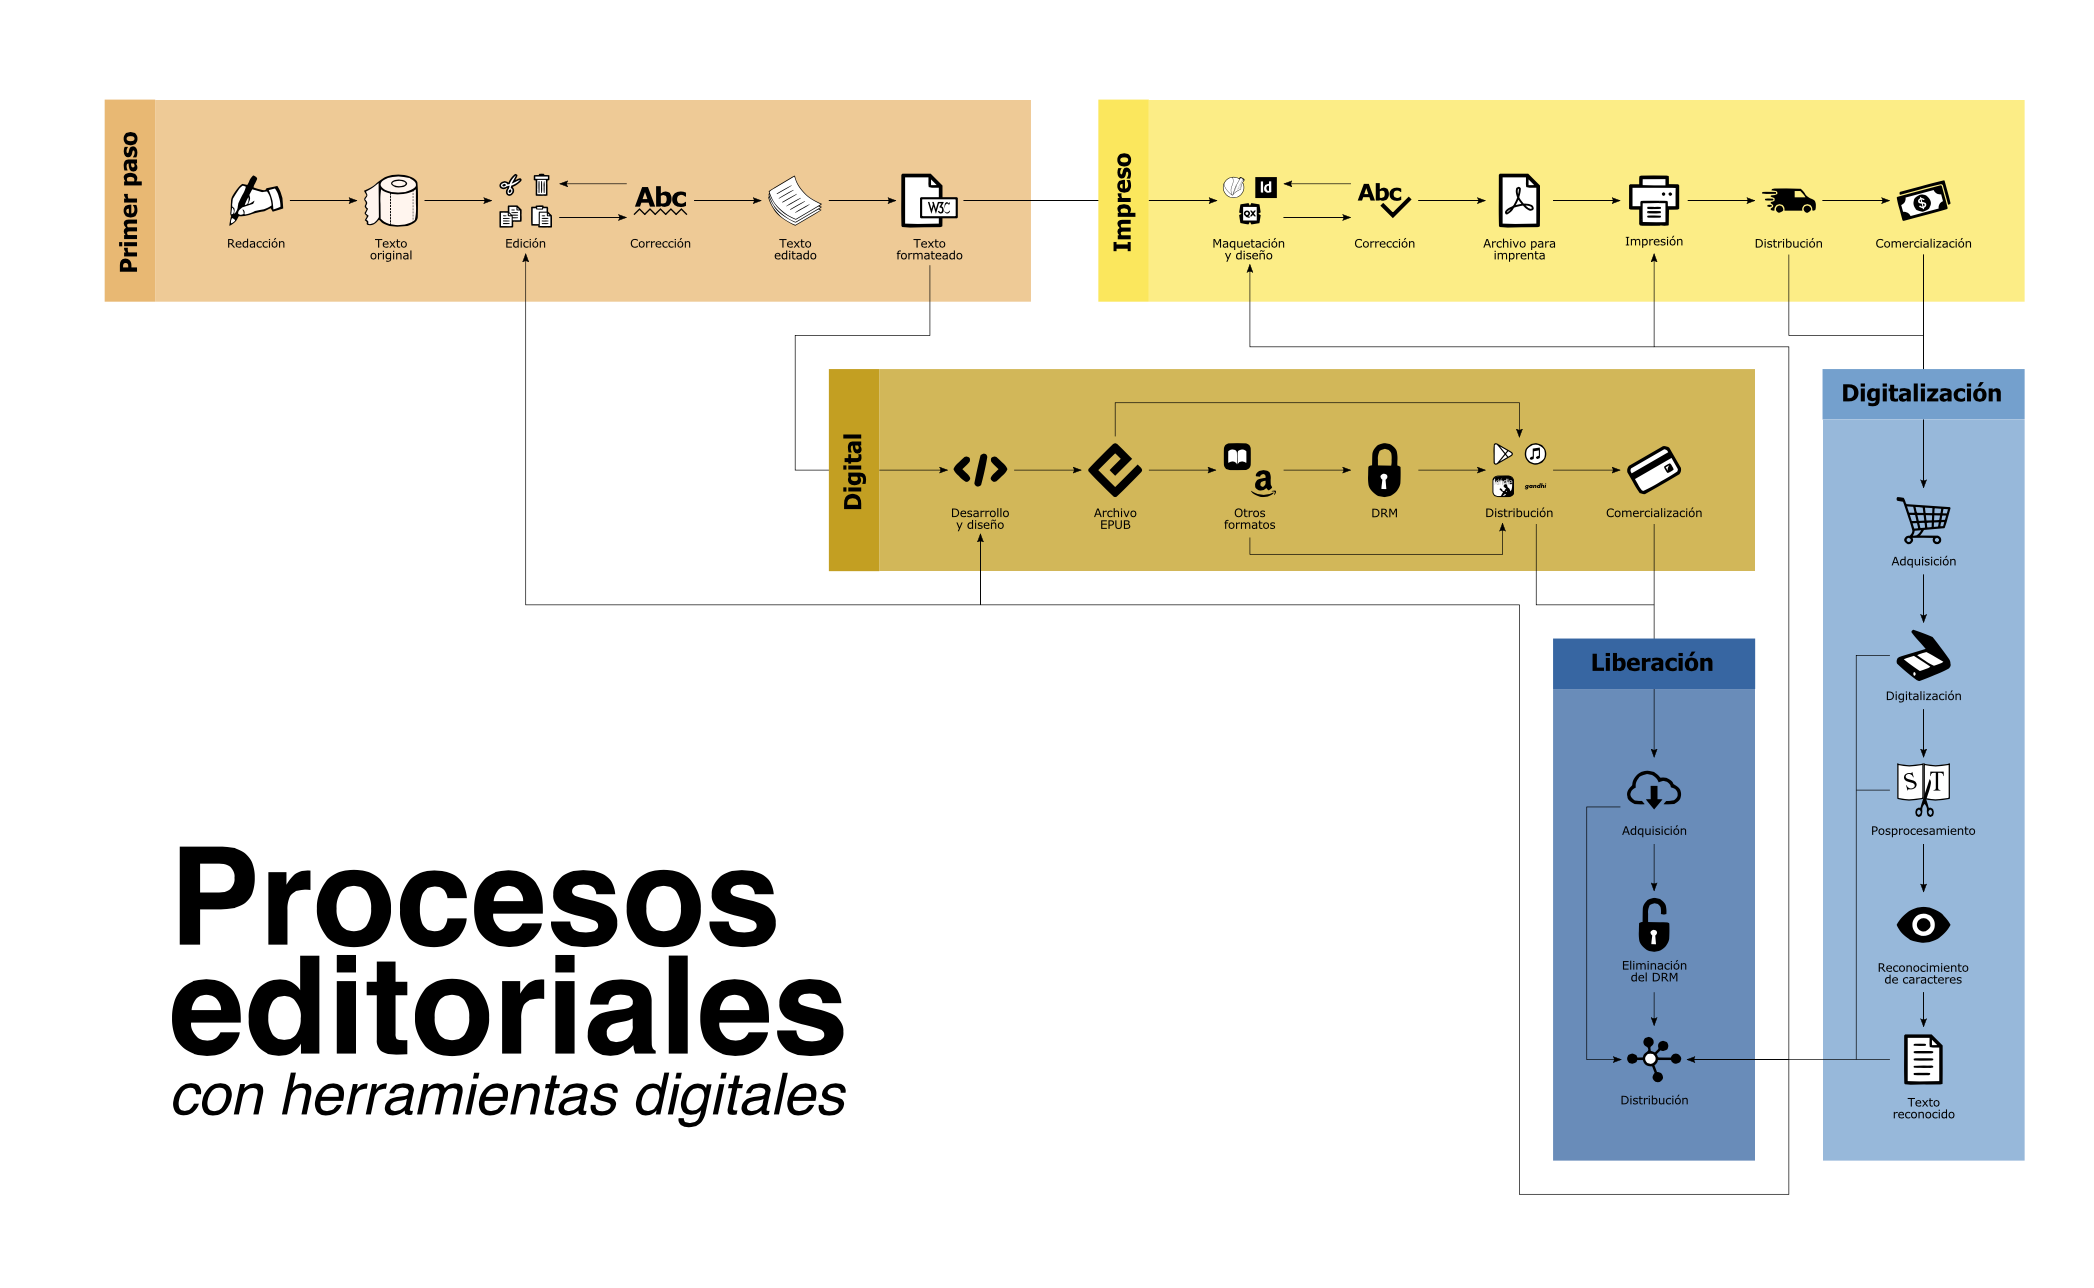 Primer paso
Redacción
Texto
original
Edición
Abc
Corrección
Texto
editado
W3C
Texto
formateado
Impreso
Id
QX
Maquetación
y diseño
Abc
Corrección
Archivo para
imprenta
Impresión
Distribución
$
Comercialización
Digital
</>
Desarrollo
y diseño
Archivo
EPUB
a
Otros
formatos
DRM
gandhi
Distribución
Comercialización
Liberación
Adquisición
Eliminación
del DRM
Distribución
Digitalización
Adquisición
Digitalización
S T
Posprocesamiento
Reconocimiento
de caracteres
Texto
reconocido
Procesos
editoriales
con herramientas digitales